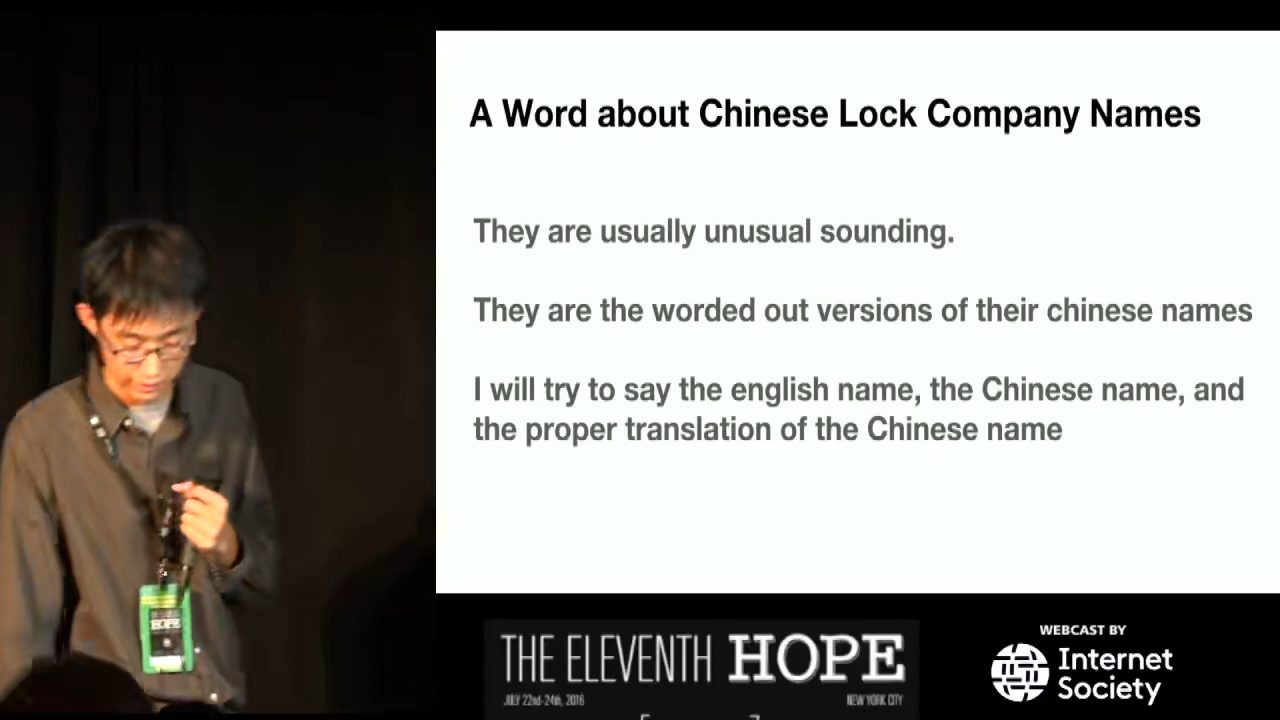 A Word about Chinese Lock Company Names
They are usually unusual sounding.
They are the worded out versions of their chinese names
I will try to say the english name, the Chinese name, and
the proper translation of the Chinese name
HOPE
THE ELEVENTH HOPE
JULY 22nd-24th, 2016
NEW YORK CITY
WEBCAST BY
Internet
Society